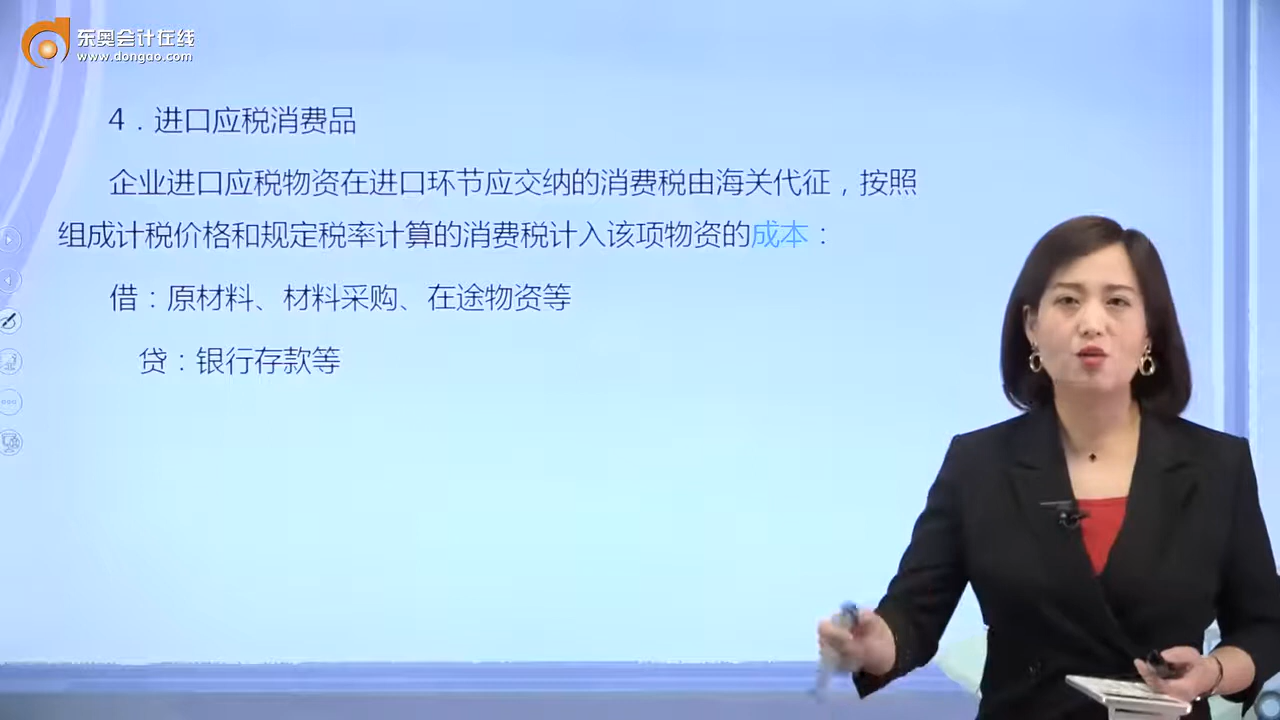 东奥会计在线
www.dongao.com
4．进口应税消费品
企业进口应税物资在进口环节应交纳的消费税由海关代征，按照
组成计税价格和规定税率计算的消费税计入该项物资的成本：
借：原材料、材料采购、在途物资等
贷：银行存款等